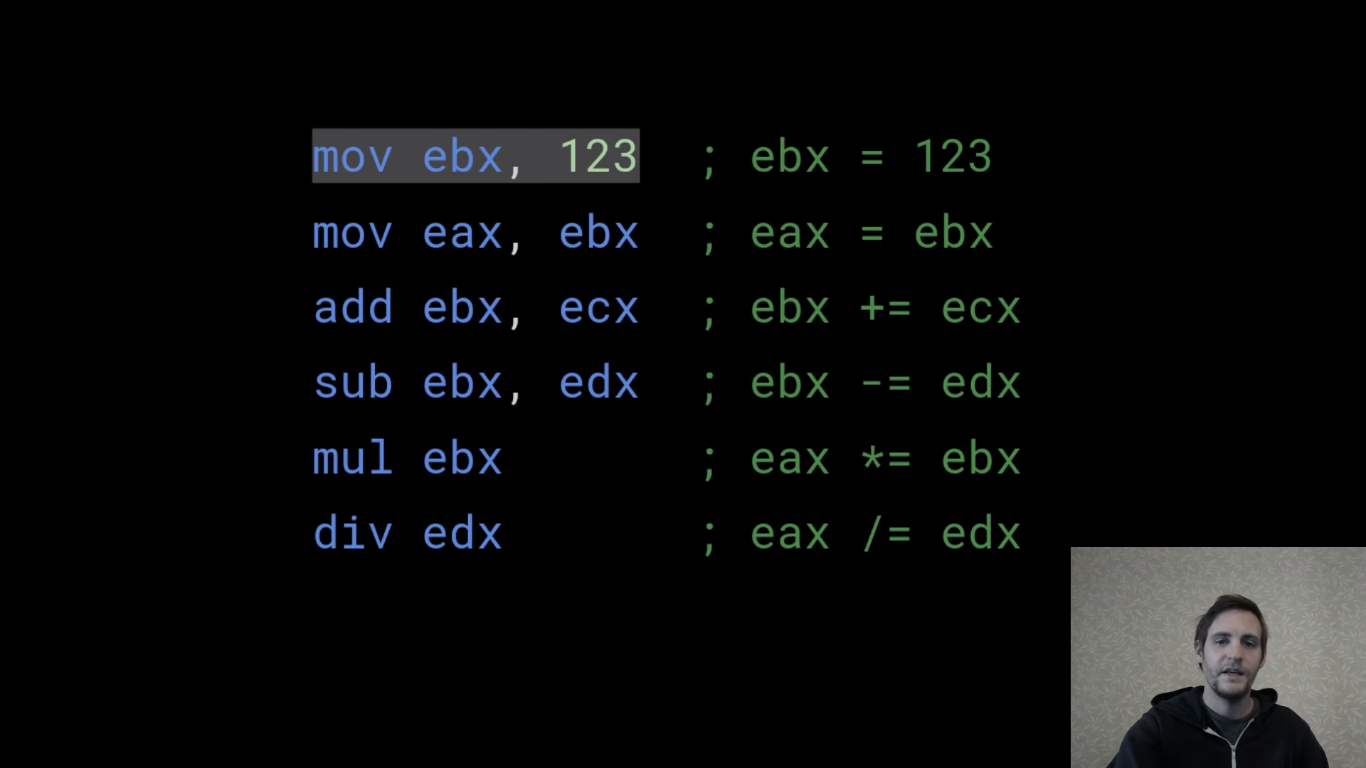 mov ebx, 123 ; ebx = 123
mov eax, ebx ; eax = ebx
add ebx, ecx ; ebx += ecx
sub ebx, edx ; ebx -= edx
mul ebx ; eax *= ebx
div edx ; eax /= edx